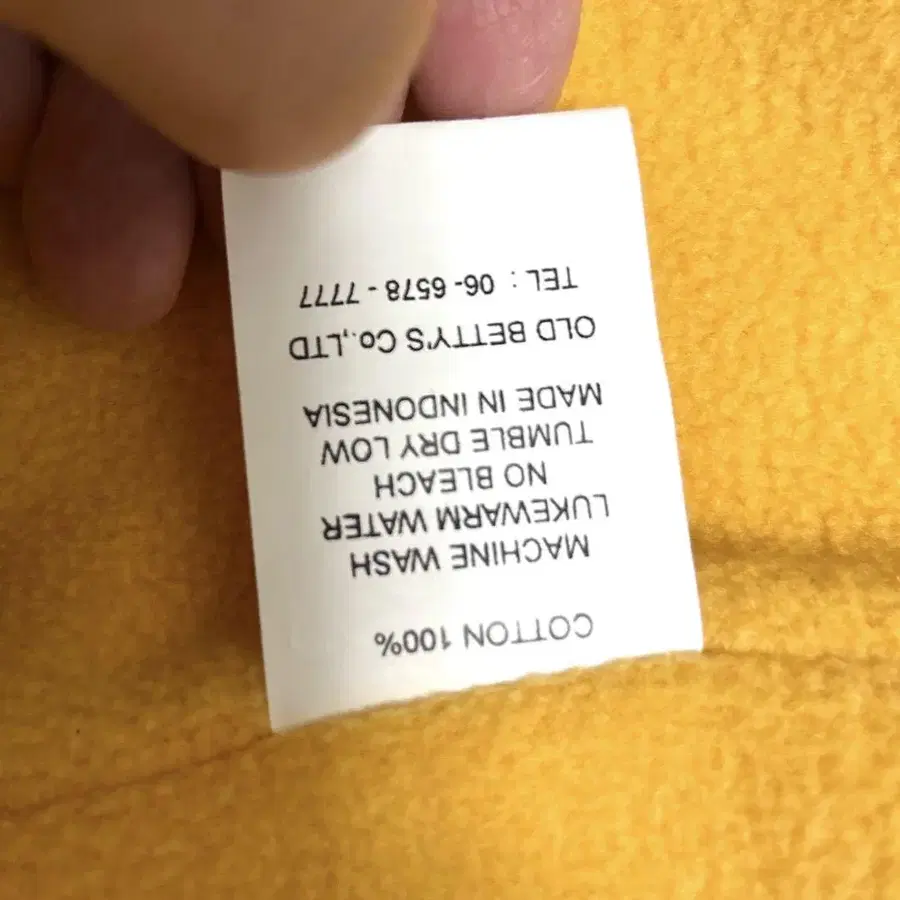 COTTON 100%
MACHINE WASH
LUKEWARM WATER
NO BLEACH
TUMBLE DRY LOW
MADE IN INDONESIA
OLD BETTY'S Co.,LTD
TEL : 06-6578-7777